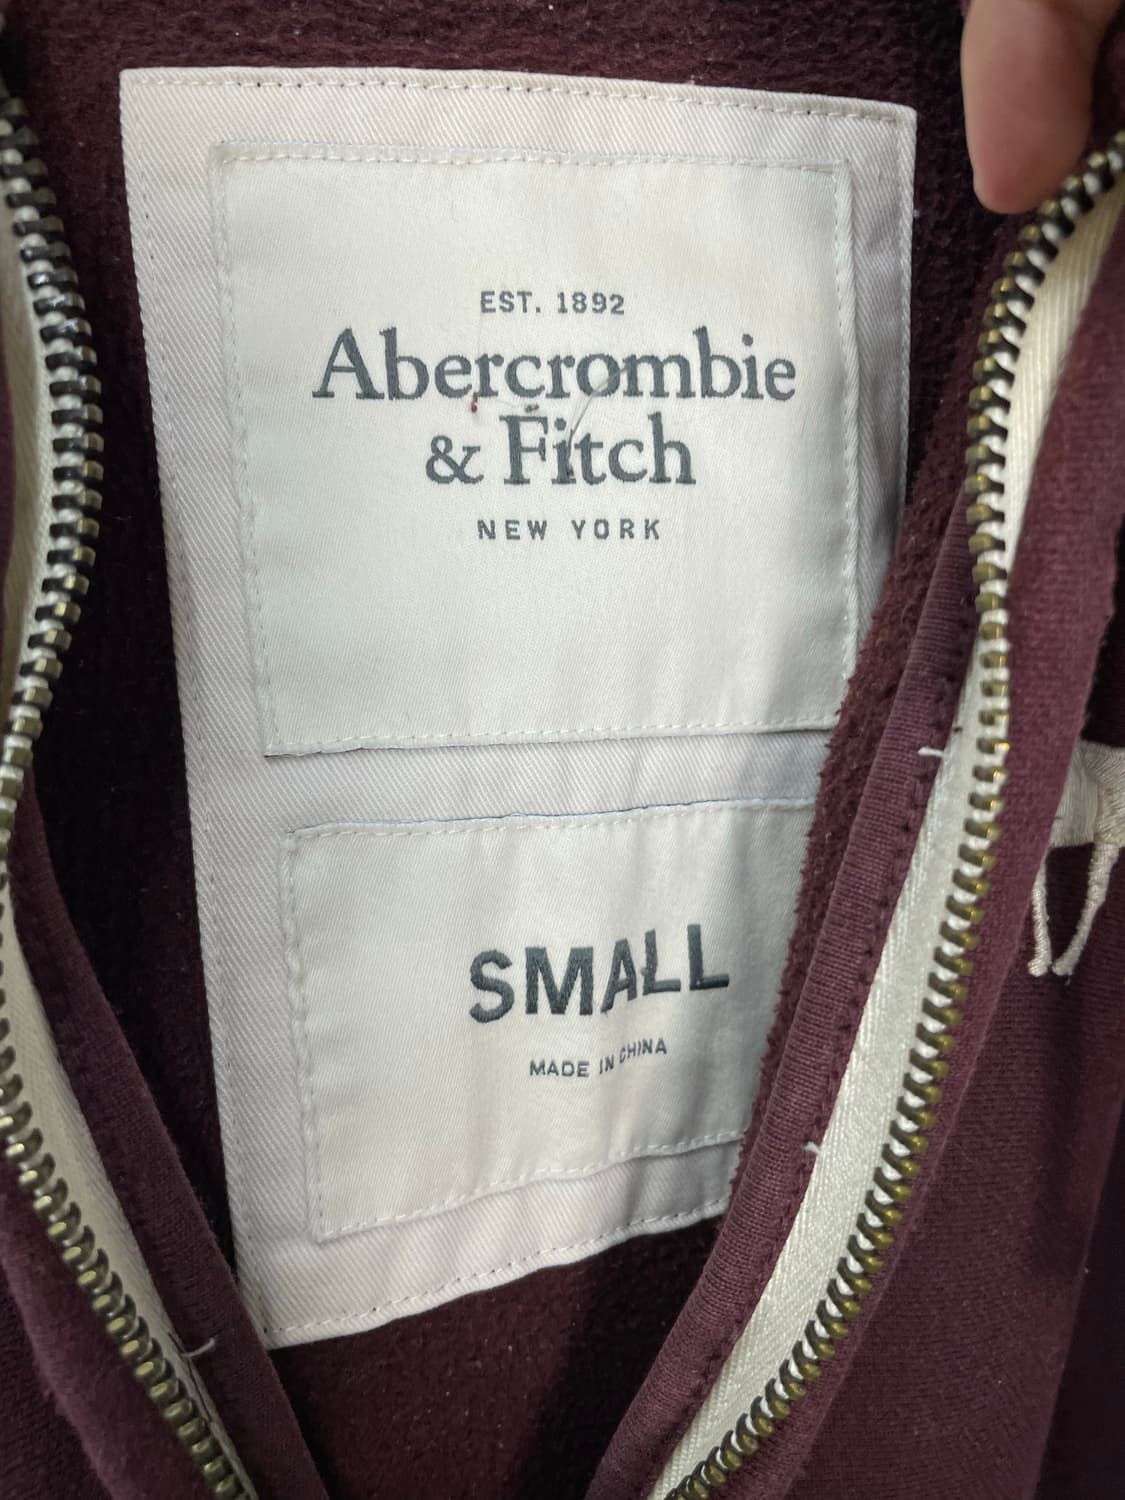 EST. 1892
Abercrombie
& Fitch
NEW YORK
SMALL
MADE IN CHINA